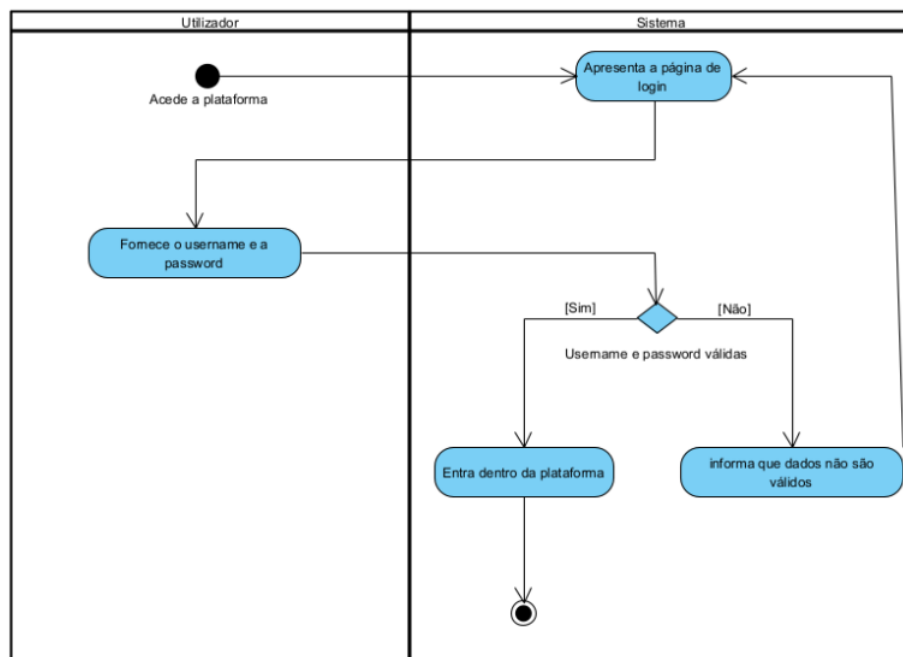 Utilizador
Sistema
Apresenta a página de
login
Acede a plataforma
Fornece o username e a
password
[Sim]
[Não]
Username e password válidas
Entra dentro da plataforma
informa que dados não são
válidos